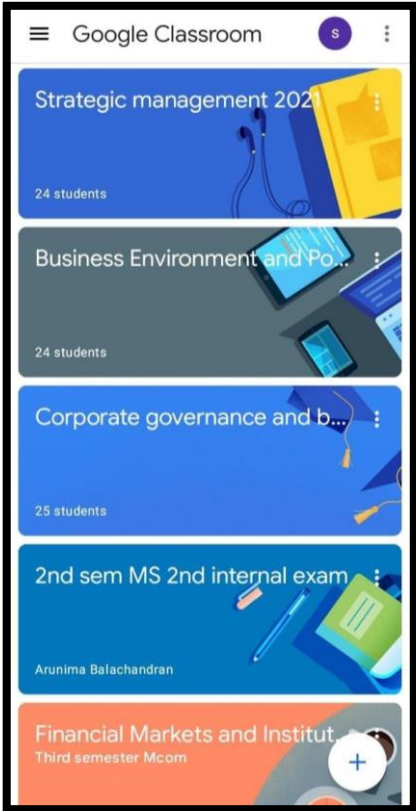 Google Classroom
S
Strategic management 2021
24 students
Business Environment and Po...
24 students
Corporate governance and b...
25 students
2nd sem MS 2nd internal exam
Arunima Balachandran
Financial Markets and Institut...
Third semester Mcom